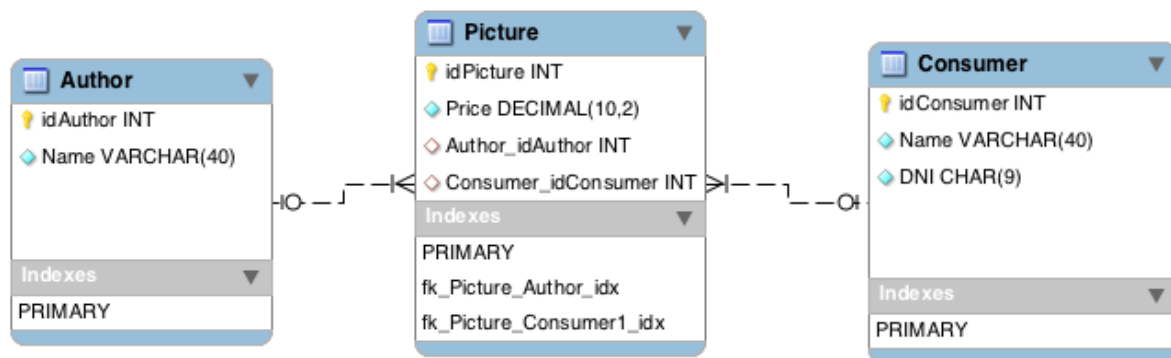 Author
idAuthor INT
Name VARCHAR(40)
Indexes
PRIMARY
Picture
idPicture INT
Price DECIMAL(10,2)
Author_idAuthor INT
Consumer_idConsumer INT
Indexes
PRIMARY
fk_Picture_Author_idx
fk_Picture_Consumer1_idx
Consumer
idConsumer INT
Name VARCHAR(40)
DNI CHAR(9)
Indexes
PRIMARY